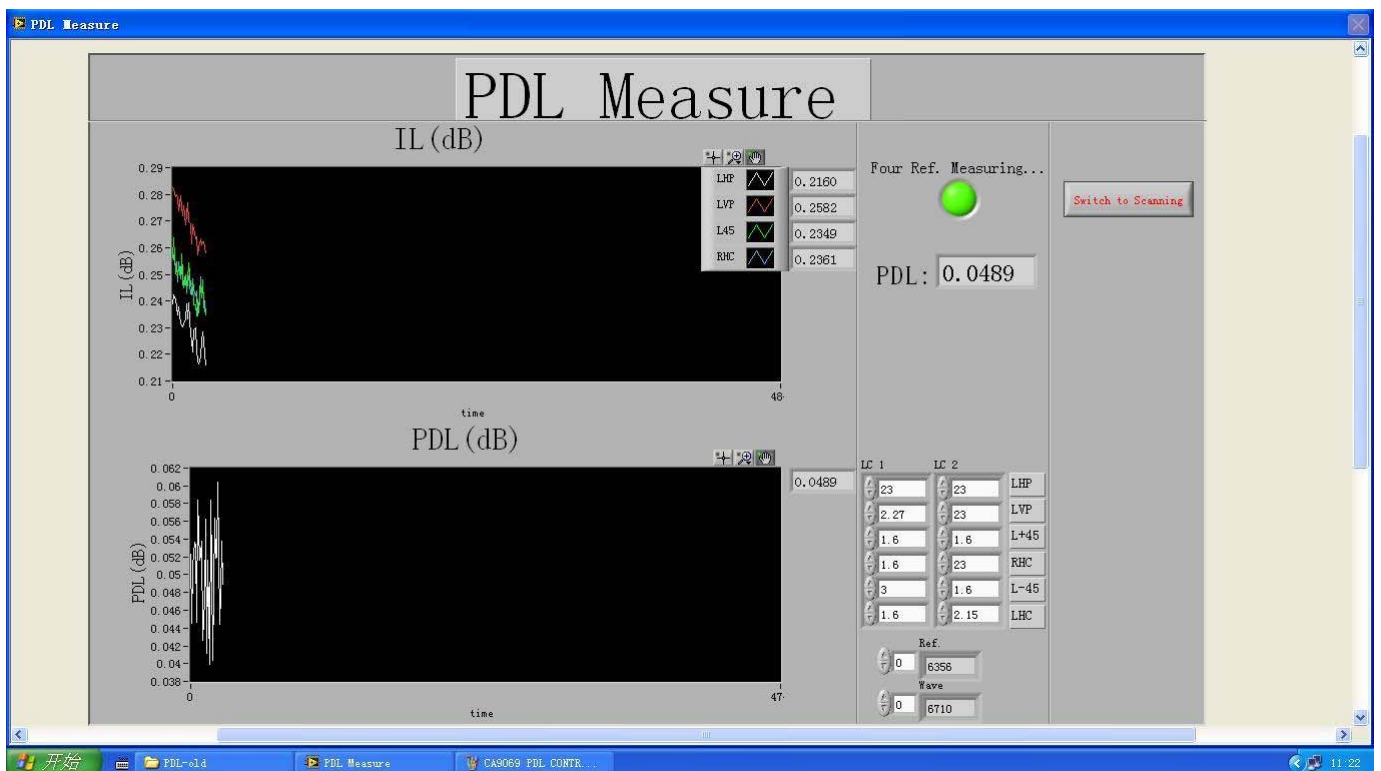 PDL Measure
PDL Measure
IL(dB)
0.29
0.28
0.27
0.26
0.25
0.24
0.23
0.22
0.21
IL(dB)
0
48
time
LHP 0.2160
LVP 0.2582
L45 0.2349
RHC 0.2361
Four Ref. Measuring...
PDL: 0.0489
Switch to Scanning
PDL(dB)
0.062
0.06
0.058
0.056
0.054
0.052
0.05
0.048
0.046
0.044
0.042
0.04
0.038
PDL(dB)
0
47
time
0.0489
LC 1 LC 2
23 23 LHP
2.27 23 LVP
1.6 1.6 L+45
1.6 23 RHC
3 1.6 L-45
1.6 2.15 LHC
Ref.
0 6356
Wave
0 6710
开始 PDL-old PDL Measure CA9069 PDL CONTR... 11:22